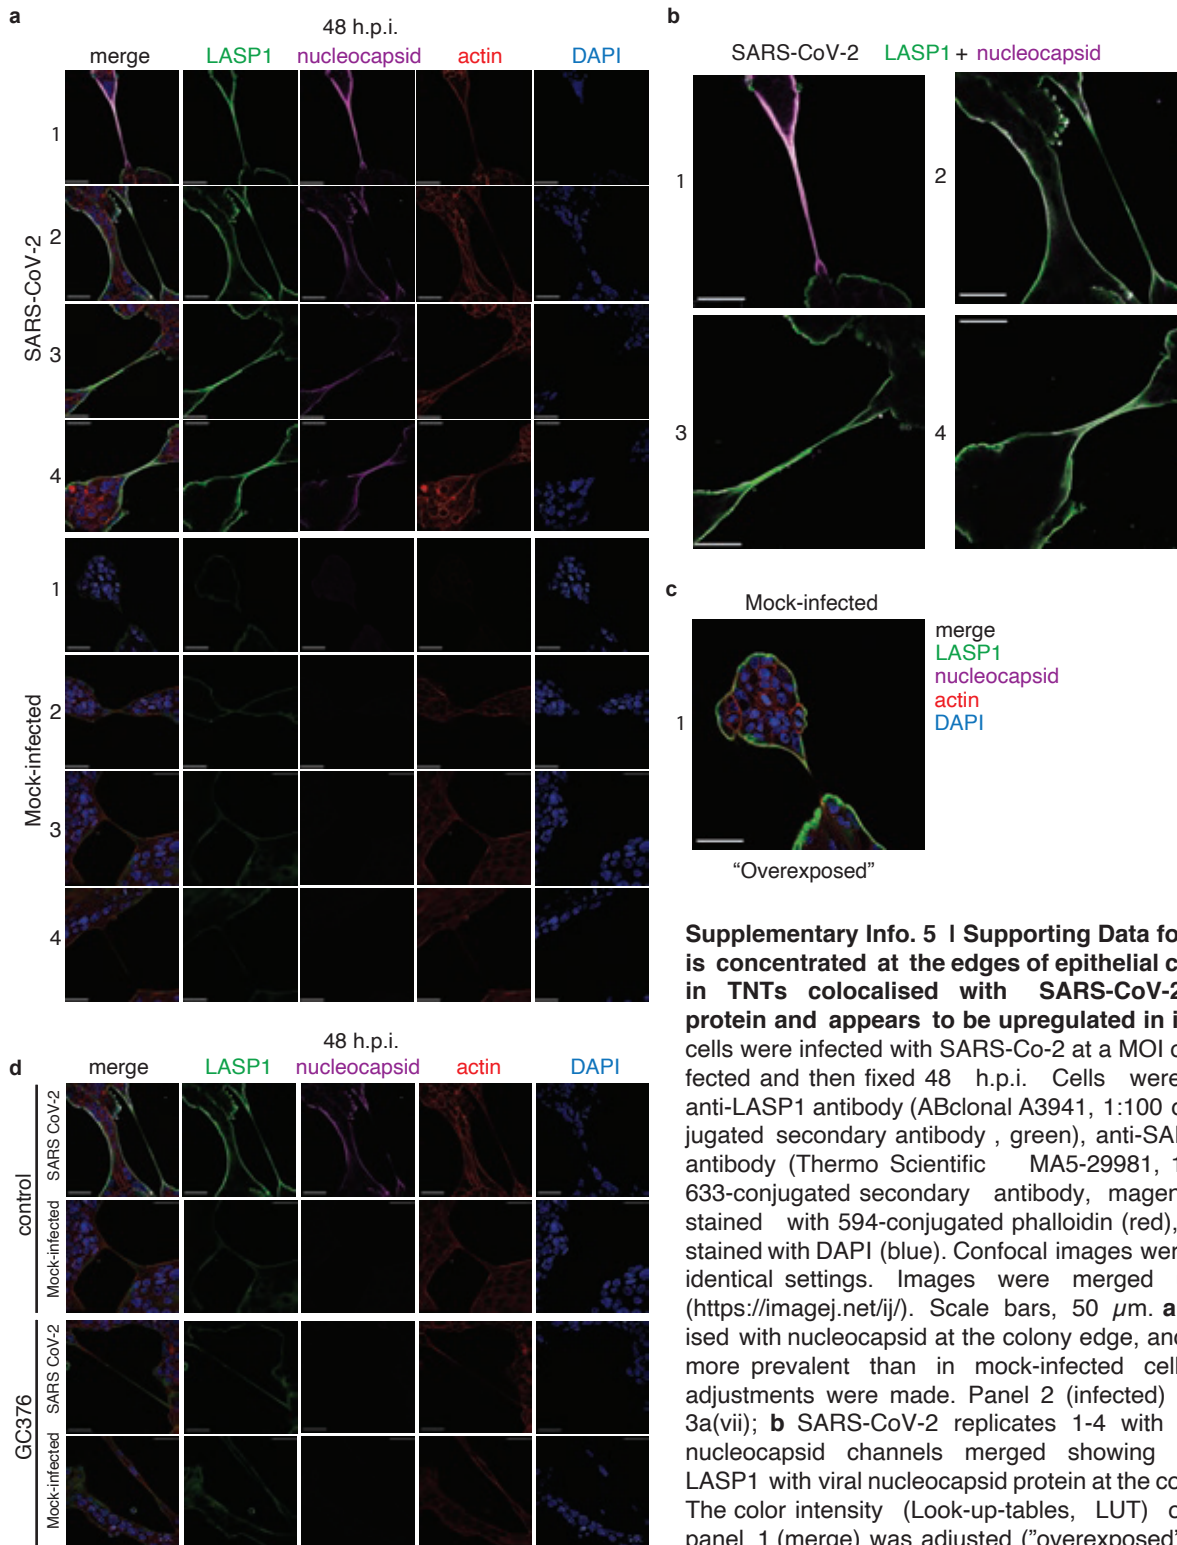 a
48 h.p.i.
merge LASP1 nucleocapsid actin DAPI
SARS-CoV-2
1
2
3
4
Mock-infected
1
2
3
4
b
SARS-CoV-2 LASP1 + nucleocapsid
1
2
3
4
c
Mock-infected
1
merge
LASP1
nucleocapsid
actin
DAPI
“Overexposed”
d
48 h.p.i.
merge LASP1 nucleocapsid actin DAPI
control
SARS CoV-2
Mock-infected
GC376
SARS CoV-2
Mock-infected
Supplementary Info. 5 | Supporting Data fo
is concentrated at the edges of epithelial c
in TNTs colocalised with SARS-CoV-2
protein and appears to be upregulated in i
cells were infected with SARS-Co-2 at a MOI o
fected and then fixed 48 h.p.i. Cells were
anti-LASP1 antibody (ABclonal A3941, 1:100 d
jugated secondary antibody , green), anti-SAR
antibody (Thermo Scientific MA5-29981, 1
633-conjugated secondary antibody, magen
stained with 594-conjugated phalloidin (red),
stained with DAPI (blue). Confocal images wer
identical settings. Images were merged
(https://imagej.net/ij/). Scale bars, 50 µm. a
ised with nucleocapsid at the colony edge, and
more prevalent than in mock-infected cell
adjustments were made. Panel 2 (infected)
3a(vii); b SARS-CoV-2 replicates 1-4 with
nucleocapsid channels merged showing
LASP1 with viral nucleocapsid protein at the co
The color intensity (Look-up-tables, LUT) o
panel 1 (merge) was adjusted (”overexposed”